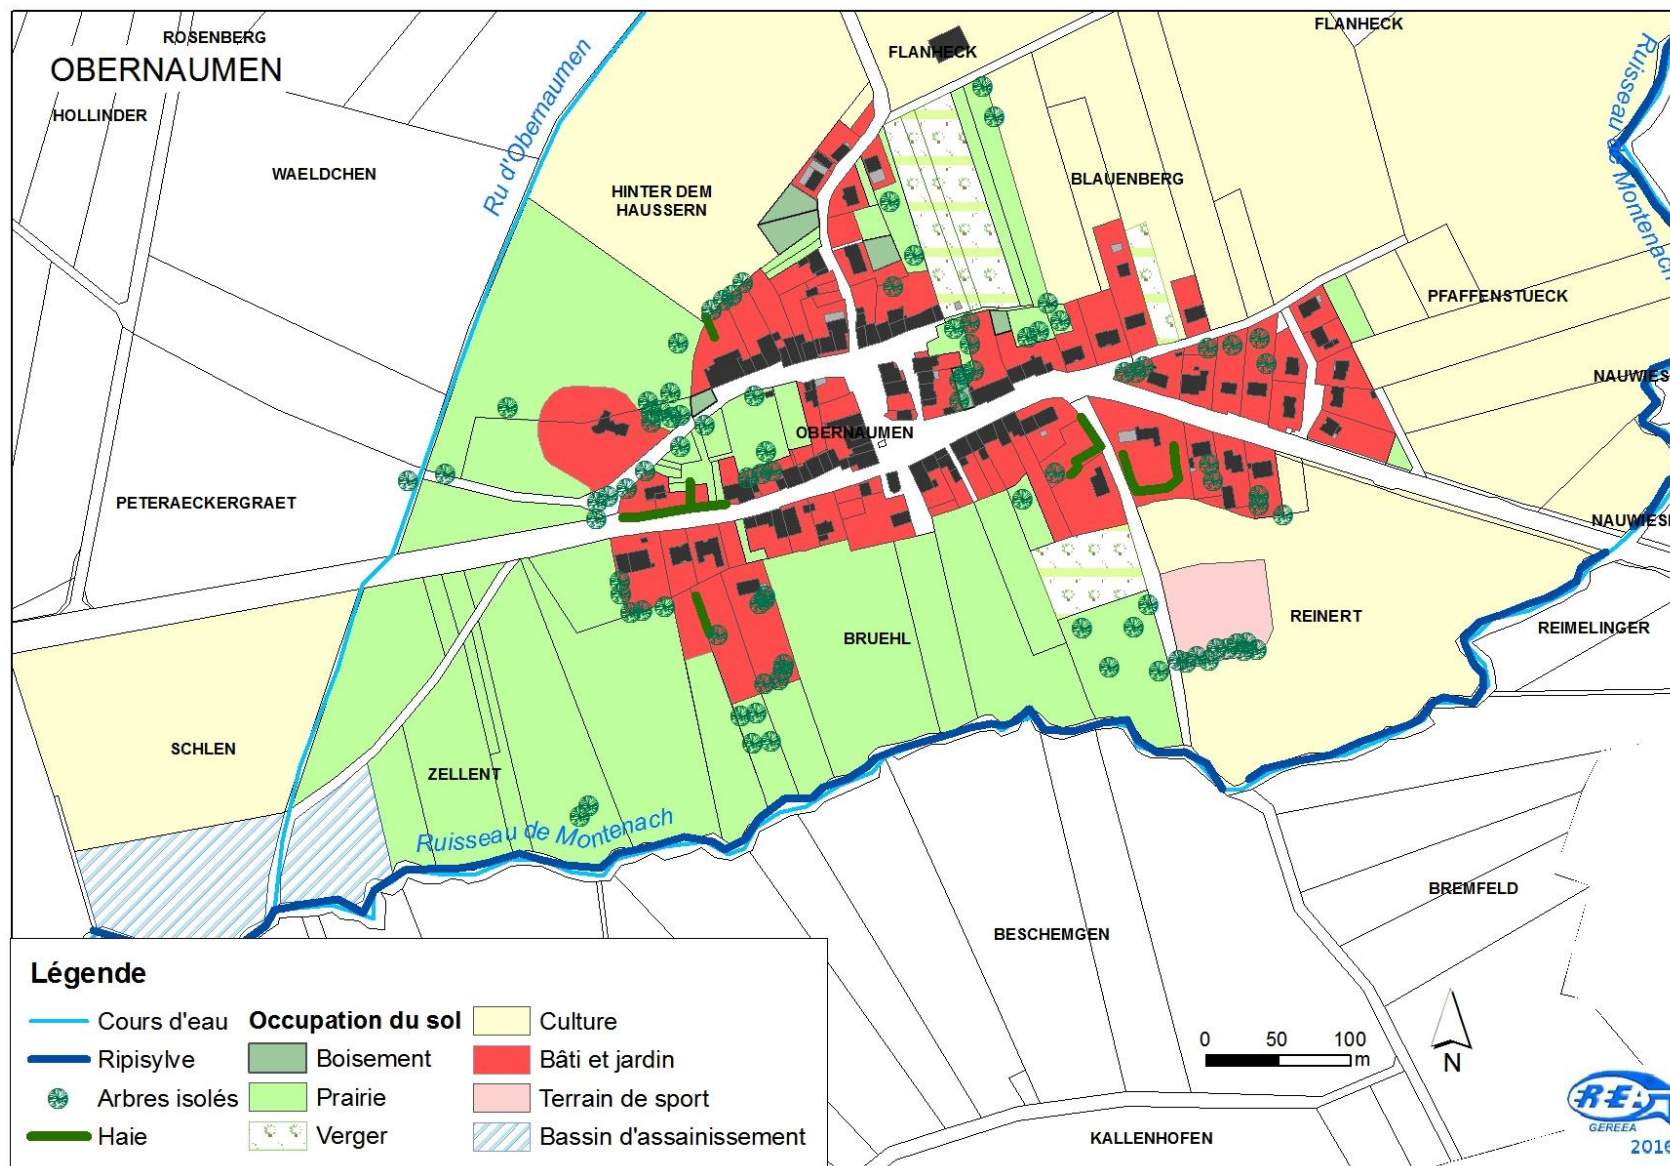 ROSENBERG
OBERNAUMEN
HOLLINDER
WAELDCHEN
Ru d'Obernaumen
HINTER DEM
HAUSSERN
FLANHECK
FLANHECK
Ruisseau de Montenach
BLAUENBERG
PFAFFENSTUECK
NAUWIES
OBERNAUMEN
PETERAECKERGRAET
NAUWIES
BRUEHL
REINERT
REIMELINGER
SCHLEN
ZELLENT
Ruisseau de Montenach
BREMFELD
BESCHEMGEN
KALLENHOFEN
Légende
Cours d'eau
Ripisylve
Arbres isolés
Haie
Occupation du sol
Boisement
Prairie
Verger
Culture
Bâti et jardin
Terrain de sport
Bassin d'assainissement
0 50 100
m
N
REA
GEREEA
2016